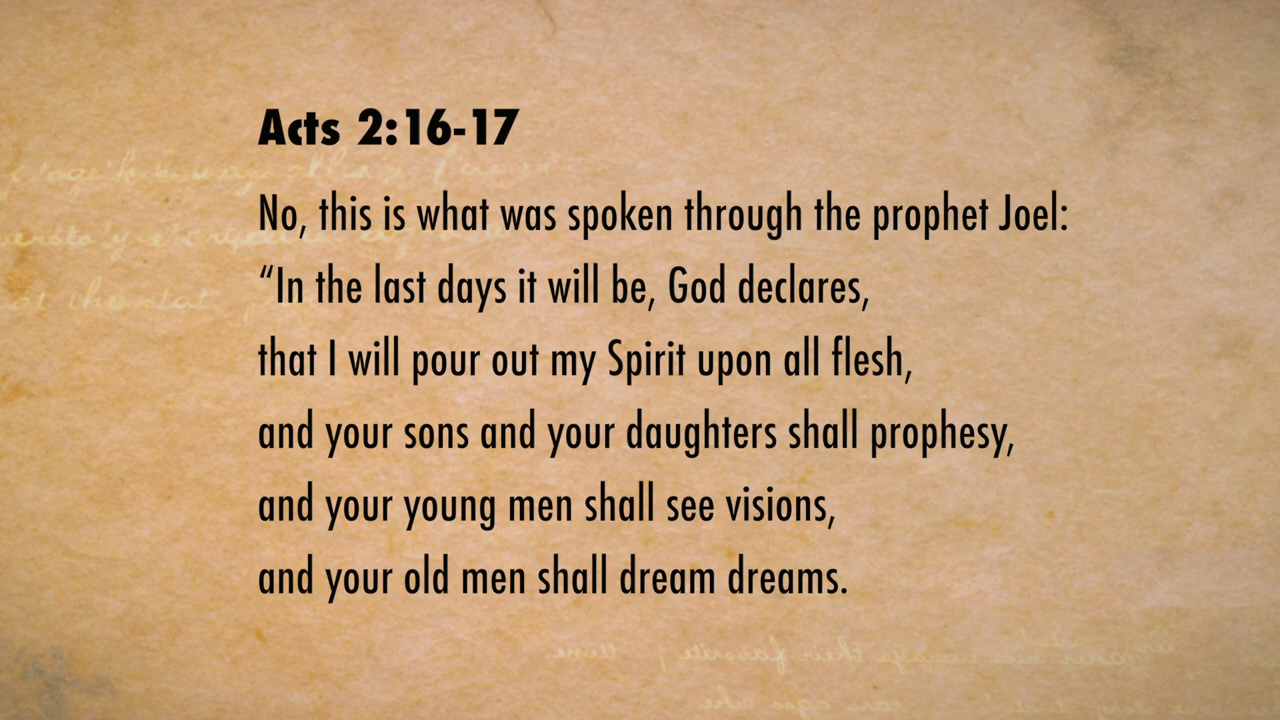 Acts 2:16-17
No, this is what was spoken through the prophet Joel:
“In the last days it will be, God declares,
that I will pour out my Spirit upon all flesh,
and your sons and your daughters shall prophesy,
and your young men shall see visions,
and your old men shall dream dreams.